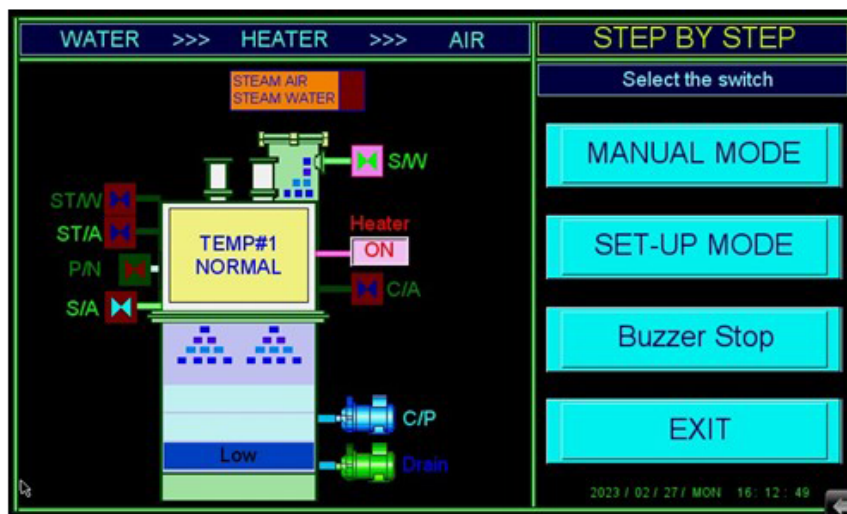 WATER >>> HEATER >>> AIR
STEP BY STEP
Select the switch
STEAM AIR
STEAM WATER
S/W
ST/W
ST/A
P/N
S/A
TEMP#1
NORMAL
Heater
ON
C/A
C/P
Low
Drain
MANUAL MODE
SET-UP MODE
Buzzer Stop
EXIT
2023 / 02 / 27 / MON 16 : 12 : 49